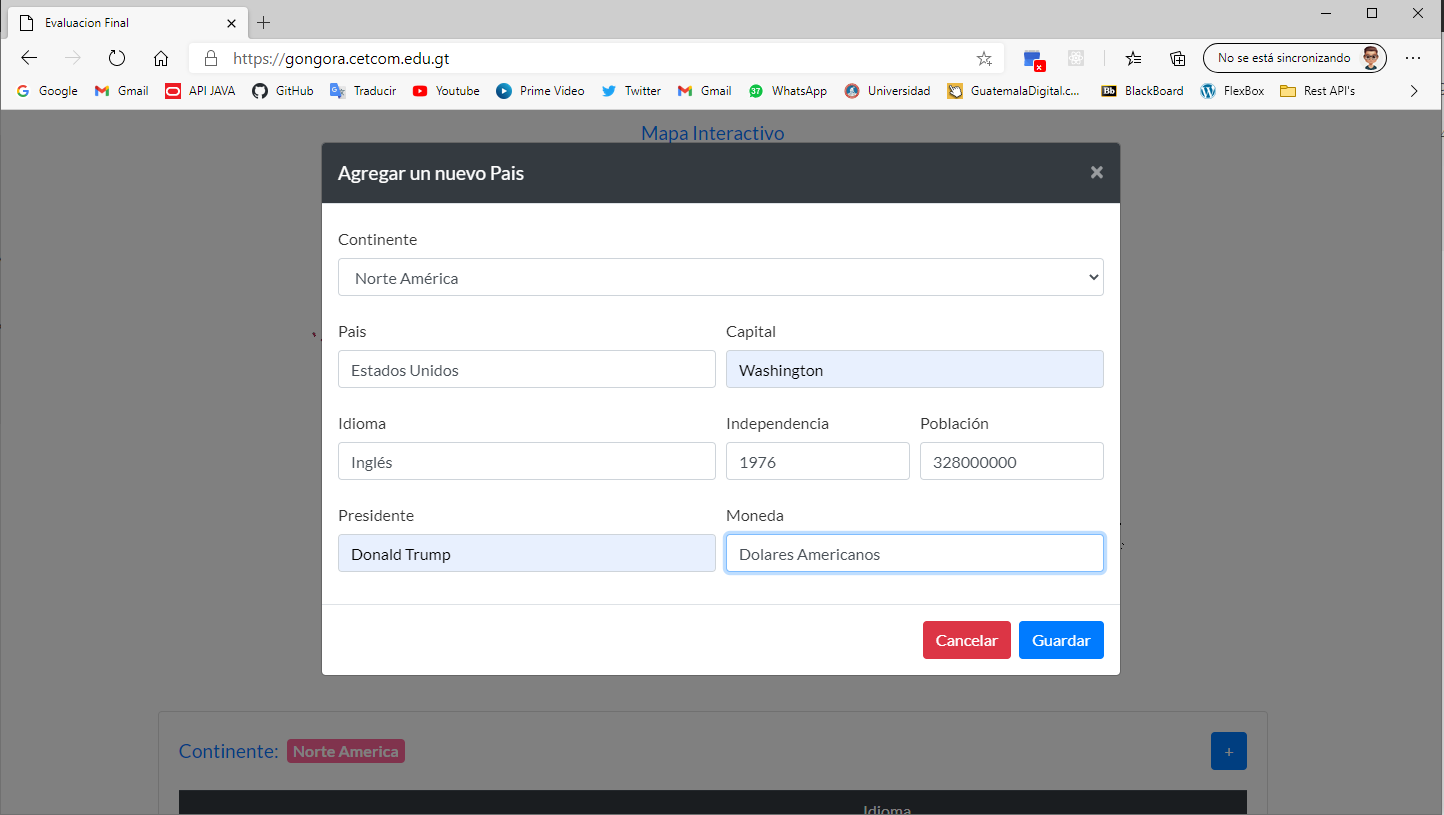 Evaluacion Final
https://gongora.cetcom.edu.gt
No se está sincronizando
Google Gmail API JAVA GitHub Traducir Youtube Prime Video Twitter Gmail 37 WhatsApp Universidad GuatemalaDigital.c... Bb BlackBoard FlexBox Rest API's
Mapa Interactivo
Agregar un nuevo Pais
Continente
Norte América
Pais Capital
Estados Unidos Washington
Idioma Independencia Población
Inglés 1976 328000000
Presidente Moneda
Donald Trump Dolares Americanos
Cancelar Guardar
Continente: Norte America +
Idioma